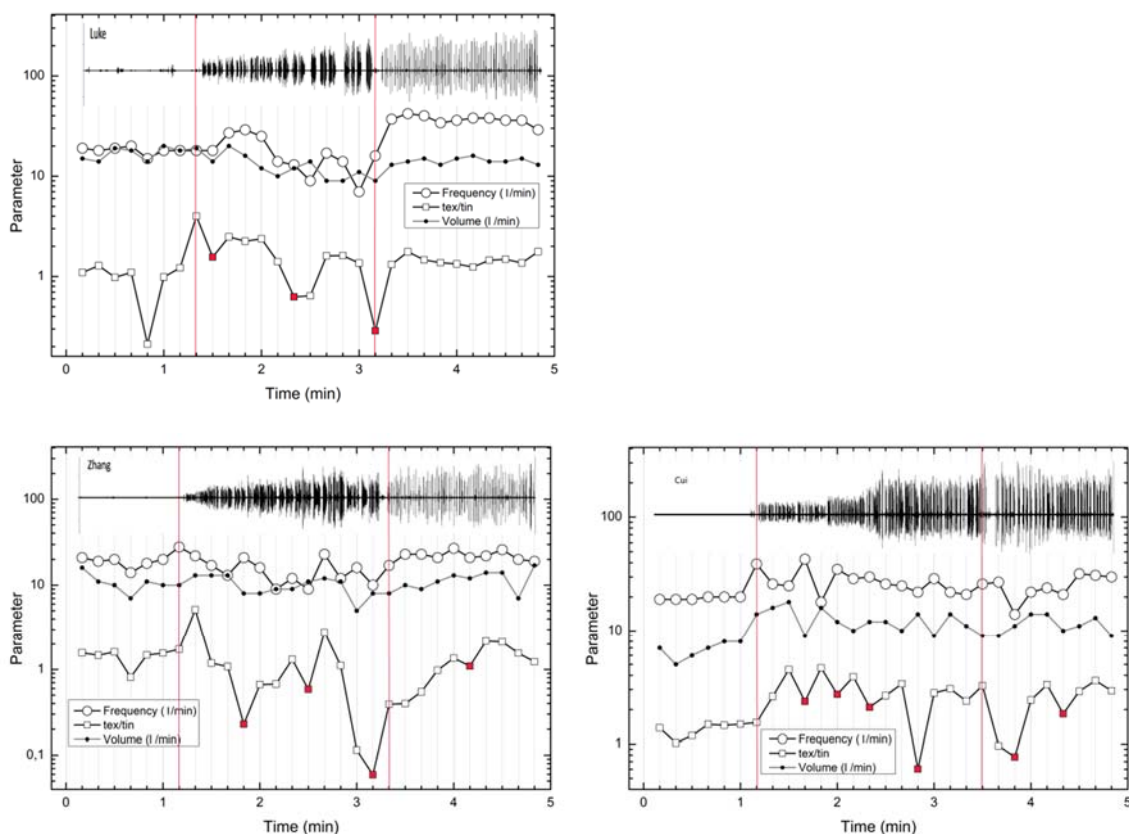 Luke
100
10
1
Parameter
Frequency ( I/min)
tex/tin
Volume (l /min)
0 1 2 3 4 5
Time (min)
Zhang
100
10
1
0,1
Parameter
Frequency ( I/min)
tex/tin
Volume (l /min)
0 1 2 3 4 5
Time (min)
Cui
100
10
1
Parameter
Frequency ( I/min)
tex/tin
Volume (l /min)
0 1 2 3 4 5
Time (min)